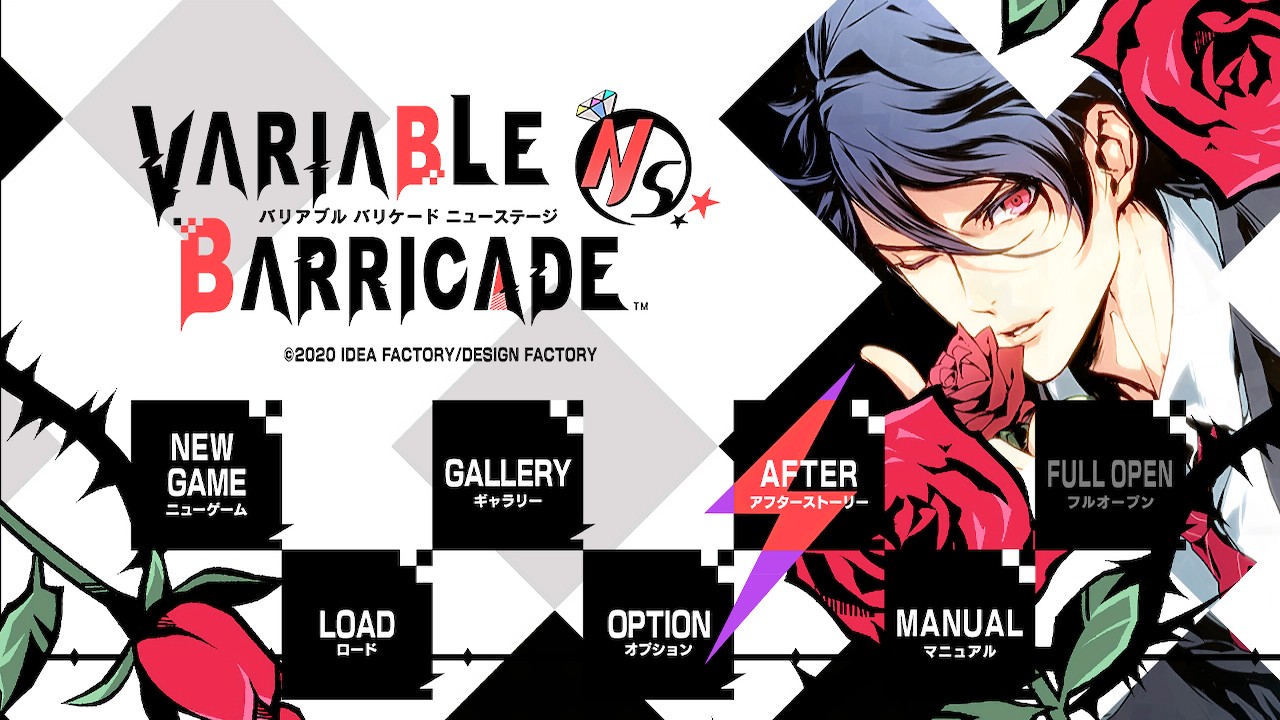 VARIABLE NS
バリアブル バリケード ニューステージ
BARRICADE™
©2020 IDEA FACTORY/DESIGN FACTORY
NEW
GAME
ニューゲーム
GALLERY
ギャラリー
AFTER
アフターストーリー
FULL OPEN
フルオープン
LOAD
ロード
OPTION
オプション
MANUAL
マニュアル